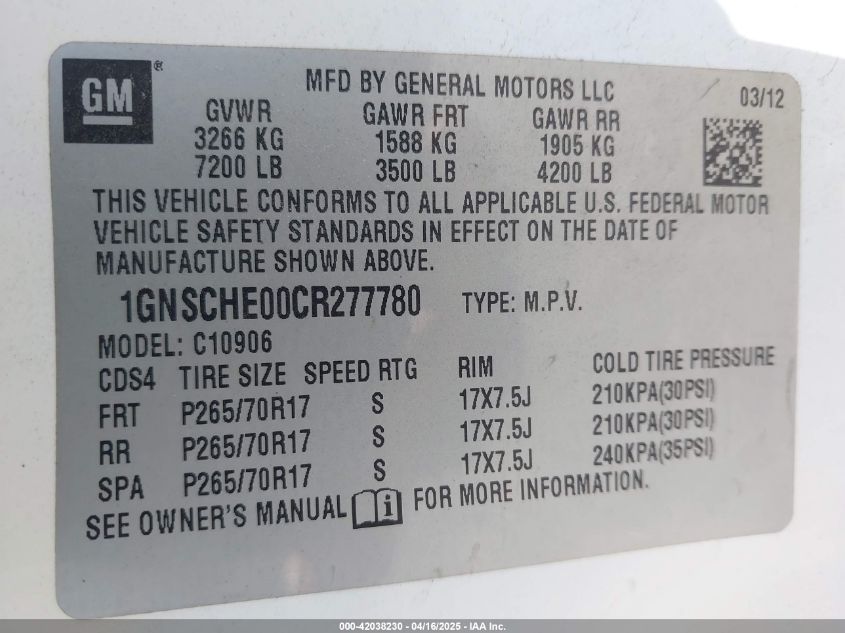 GM®
MFD BY GENERAL MOTORS LLC
03/12
GVWR GAWR FRT GAWR RR
3266 KG 1588 KG 1905 KG
7200 LB 3500 LB 4200 LB
THIS VEHICLE CONFORMS TO ALL APPLICABLE U.S. FEDERAL MOTOR
VEHICLE SAFETY STANDARDS IN EFFECT ON THE DATE OF
MANUFACTURE SHOWN ABOVE.
1GNSCHE00CR277780 TYPE: M.P.V.
MODEL: C10906
CDS4 TIRE SIZE SPEED RTG RIM COLD TIRE PRESSURE
FRT P265/70R17 S 17X7.5J 210KPA(30PSI)
RR P265/70R17 S 17X7.5J 210KPA(30PSI)
SPA P265/70R17 S 17X7.5J 240KPA(35PSI)
SEE OWNER'S MANUAL i FOR MORE INFORMATION.
000-42038230 - 04/16/2025 - IAA Inc.